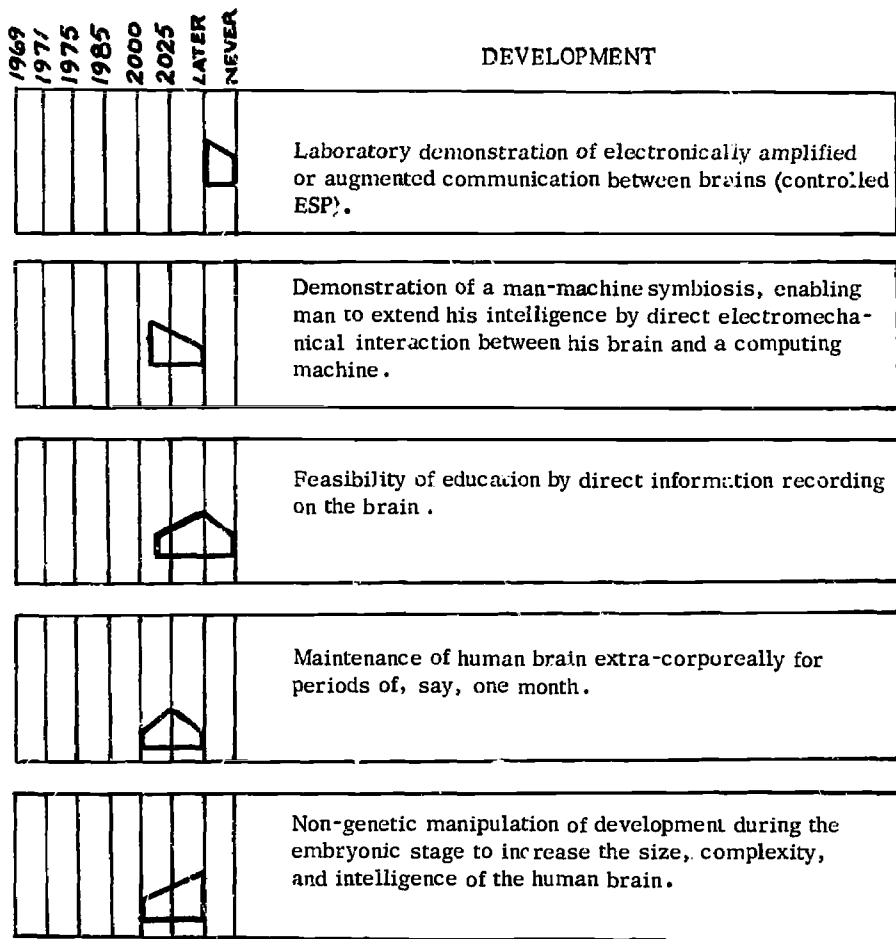 1969
1971
1975
1985
2000
2025
LATER
NEVER
DEVELOPMENT
Laboratory demonstration of electronically amplified
or augmented communication between brains (controlled
ESP).
Demonstration of a man-machine symbiosis, enabling
man to extend his intelligence by direct electromecha-
nical interaction between his brain and a computing
machine.
Feasibility of education by direct information recording
on the brain.
Maintenance of human brain extra-corporeally for
periods of, say, one month.
Non-genetic manipulation of development during the
embryonic stage to increase the size, complexity,
and intelligence of the human brain.